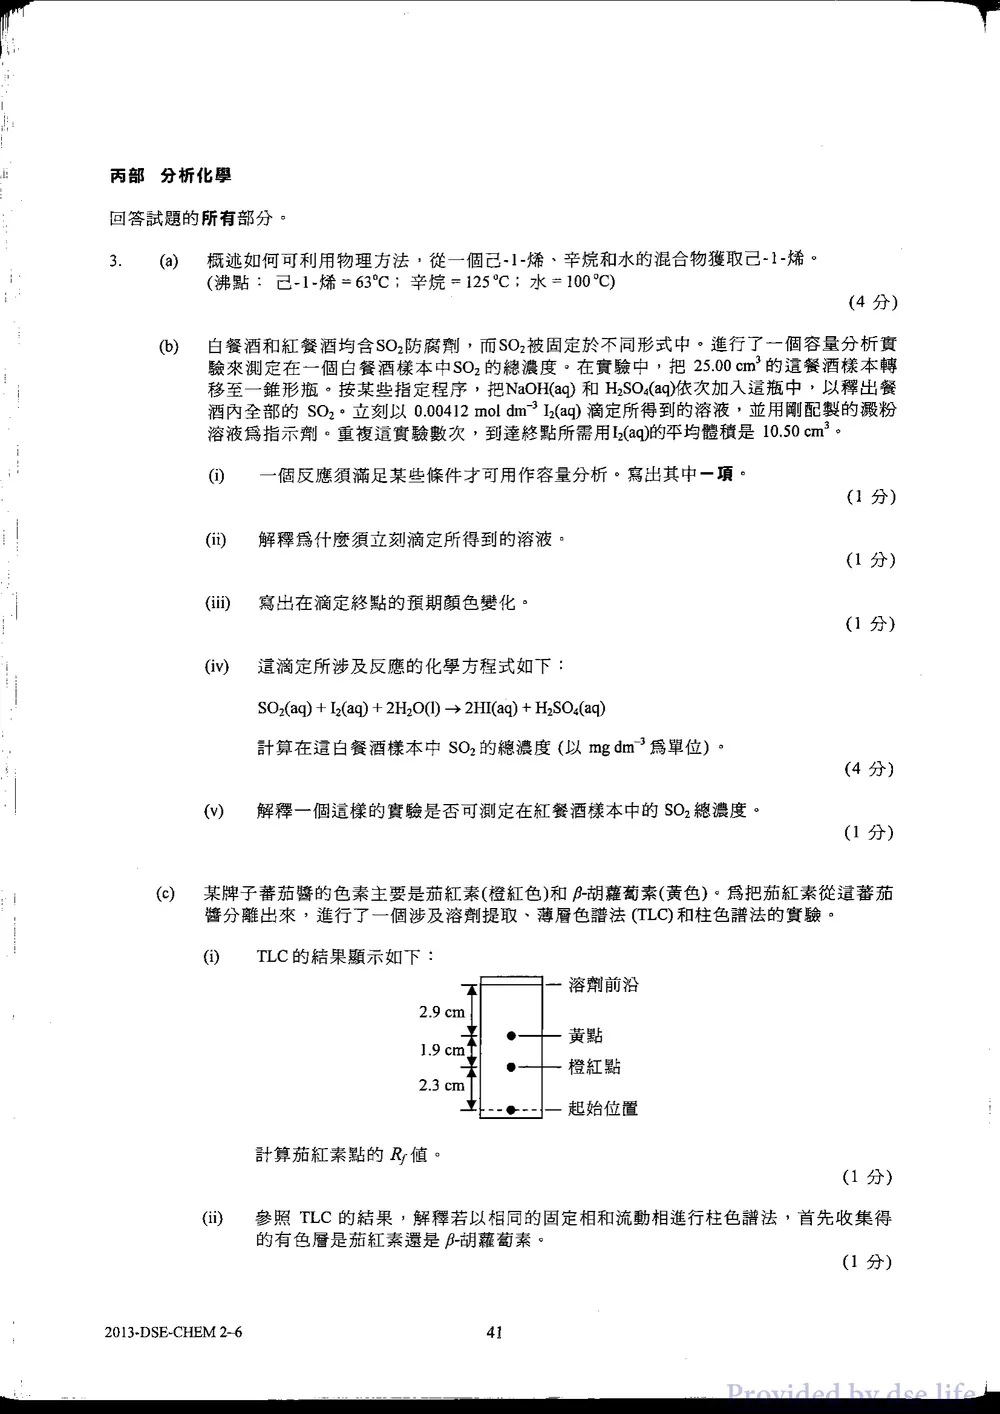 丙部 分析化學
回答試題的所有部分。
3. (a) 概述如何可利用物理方法，從一個己-1-烯、辛烷和水的混合物獲取己-1-烯。
(沸點： 己-1-烯 = 63°C；辛烷 = 125 °C；水 = 100 °C)
(4 分)
(b) 白餐酒和紅餐酒均含SO₂防腐劑，而SO₂被固定於不同形式中。進行了一個容量分析實
驗來測定在一個白餐酒樣本中SO₂ 的總濃度。在實驗中，把 25.00 cm³ 的這餐酒樣本轉
移至一錐形瓶。按某些指定程序，把NaOH(aq) 和 H₂SO₄(aq)依次加入這瓶中，以釋出餐
酒內全部的 SO₂。立刻以 0.00412 mol dm⁻³ I₂(aq) 滴定所得到的溶液，並用剛配製的澱粉
溶液爲指示劑。重複這實驗數次，到達終點所需用I₂(aq)的平均體積是 10.50 cm³。
(i) 一個反應須滿足某些條件才可用作容量分析。寫出其中一項。
(1 分)
(ii) 解釋爲什麼須立刻滴定所得到的溶液。
(1 分)
(iii) 寫出在滴定終點的預期顏色變化。
(1 分)
(iv) 這滴定所涉及反應的化學方程式如下：
SO₂(aq) + I₂(aq) + 2H₂O(l) → 2HI(aq) + H₂SO₄(aq)
計算在這白餐酒樣本中 SO₂ 的總濃度 (以 mg dm⁻³ 爲單位) 。
(4 分)
(v) 解釋一個這樣的實驗是否可測定在紅餐酒樣本中的 SO₂ 總濃度。
(1 分)
(c) 某牌子蕃茄醬的色素主要是茄紅素(橙紅色)和 β-胡蘿蔔素(黃色)。爲把茄紅素從這蕃茄
醬分離出來，進行了一個涉及溶劑提取、薄層色譜法 (TLC) 和柱色譜法的實驗。
(i) TLC 的結果顯示如下：
溶劑前沿
2.9 cm
黃點
1.9 cm
橙紅點
2.3 cm
起始位置
計算茄紅素點的 Rf 值。
(1 分)
(ii) 參照 TLC 的結果，解釋若以相同的固定相和流動相進行柱色譜法，首先收集得
的有色層是茄紅素還是 β-胡蘿蔔素。
(1 分)
2013-DSE-CHEM 2–6 41
Provided by dse.life